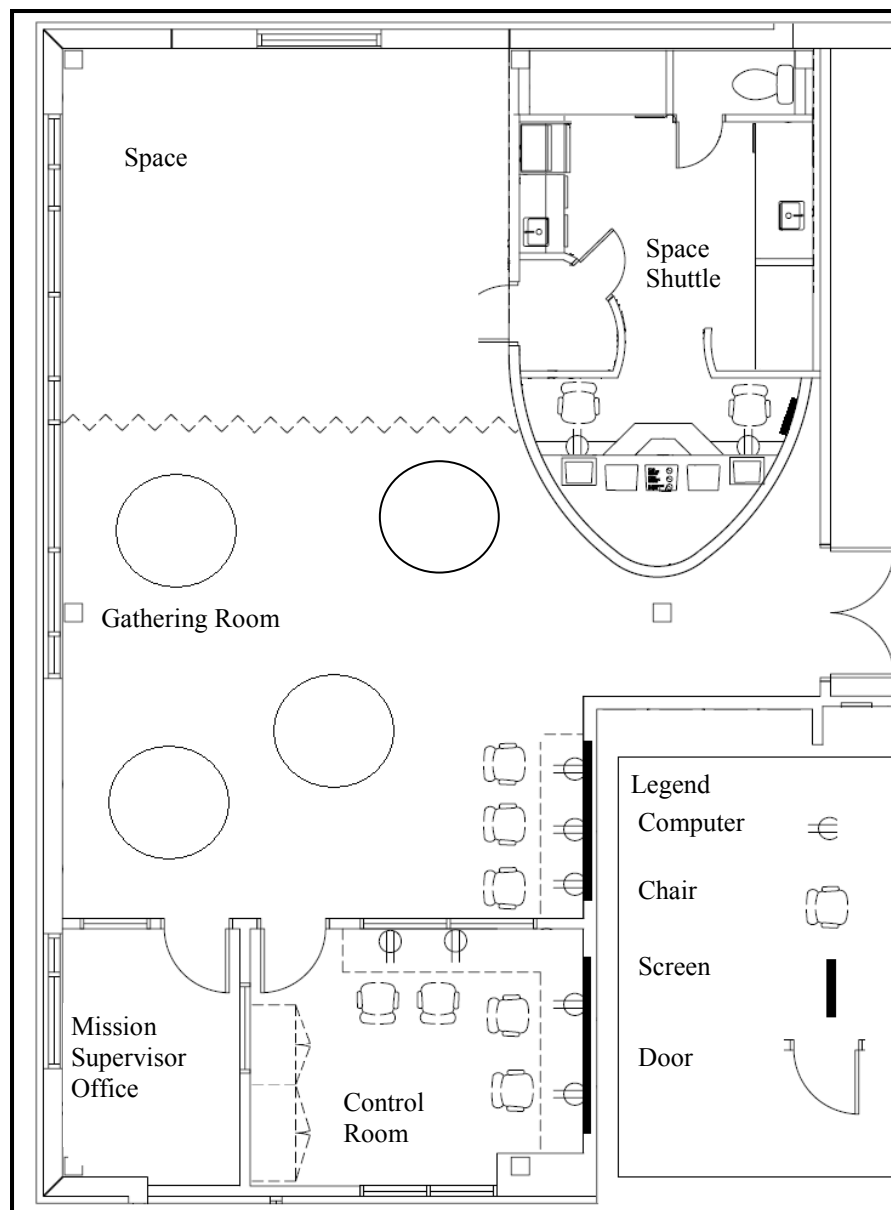 Space
Space
Shuttle
Gathering Room
Legend
Computer
Chair
Screen
Door
Mission
Supervisor
Office
Control
Room